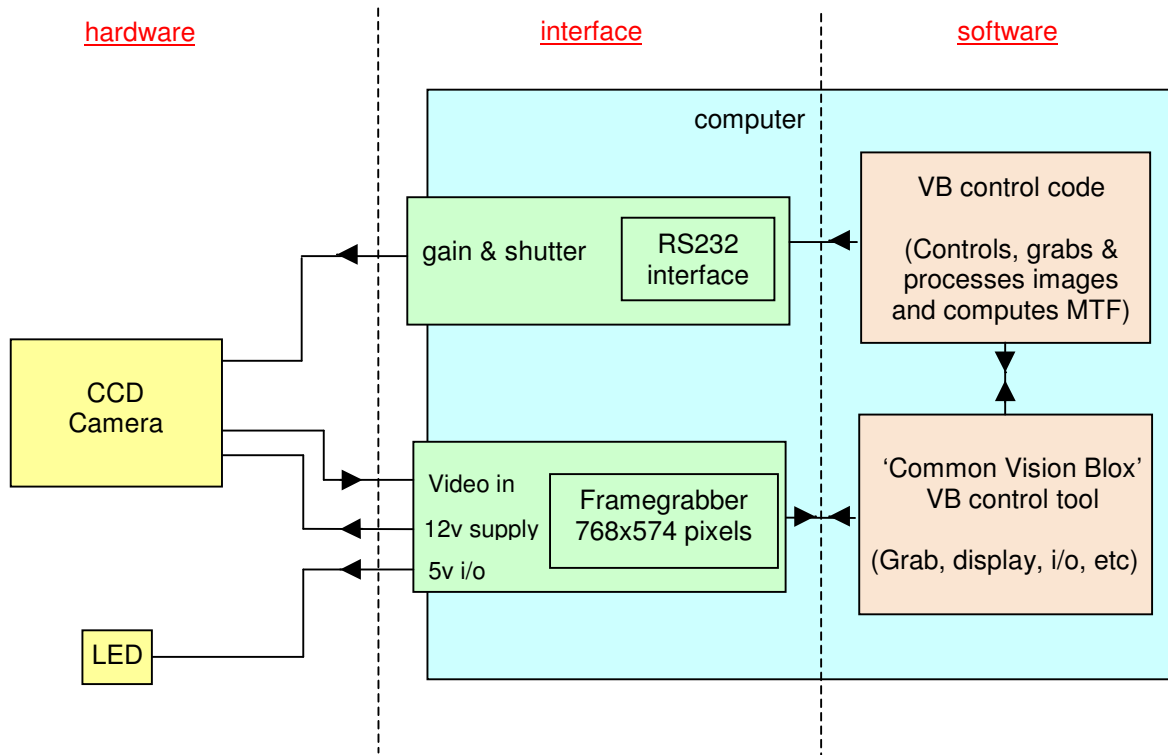 hardware
interface
software
computer
gain & shutter
RS232
interface
VB control code
(Controls, grabs &
processes images
and computes MTF)
CCD
Camera
Video in
12v supply
5v i/o
Framegrabber
768x574 pixels
‘Common Vision Blox’
VB control tool
(Grab, display, i/o, etc)
LED